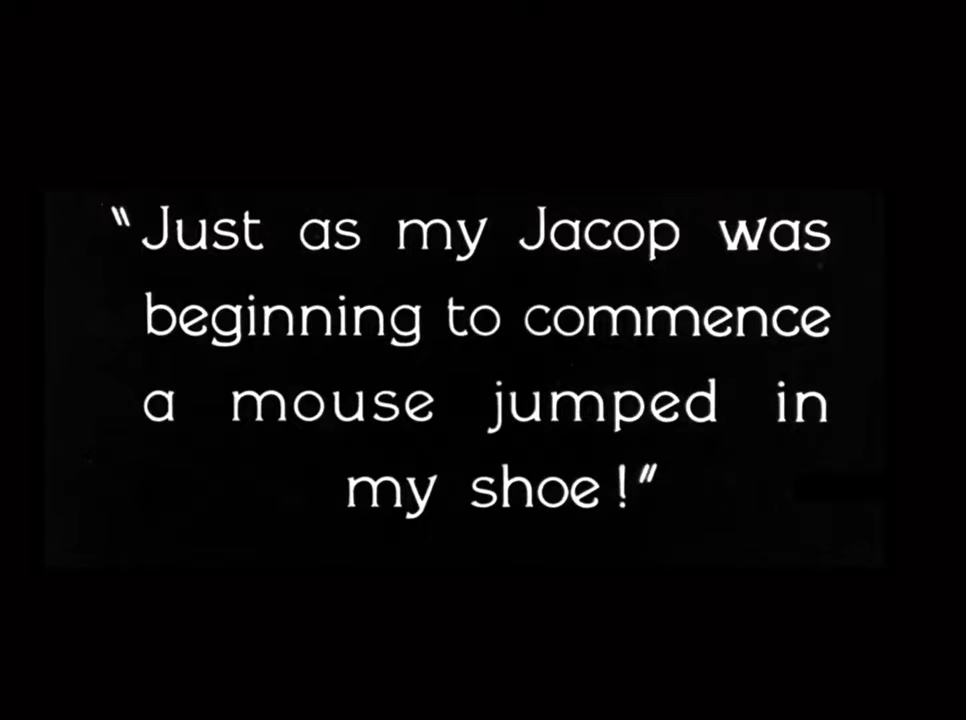 "Just as my Jacop was
beginning to commence
a mouse jumped in
my shoe!"